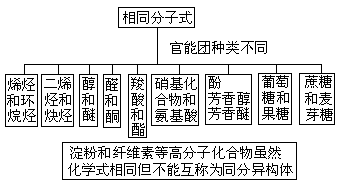 相同分子式
官能团种类不同
烯烃和环烷烃
二烯烃和炔烃
醇和醚
醛和酮
羧酸和酯
硝基化合物和氨基酸
酚芳香醇芳香醚
葡萄糖和果糖
蔗糖和麦芽糖
淀粉和纤维素等高分子化合物虽然
化学式相同但不能互称为同分异构体